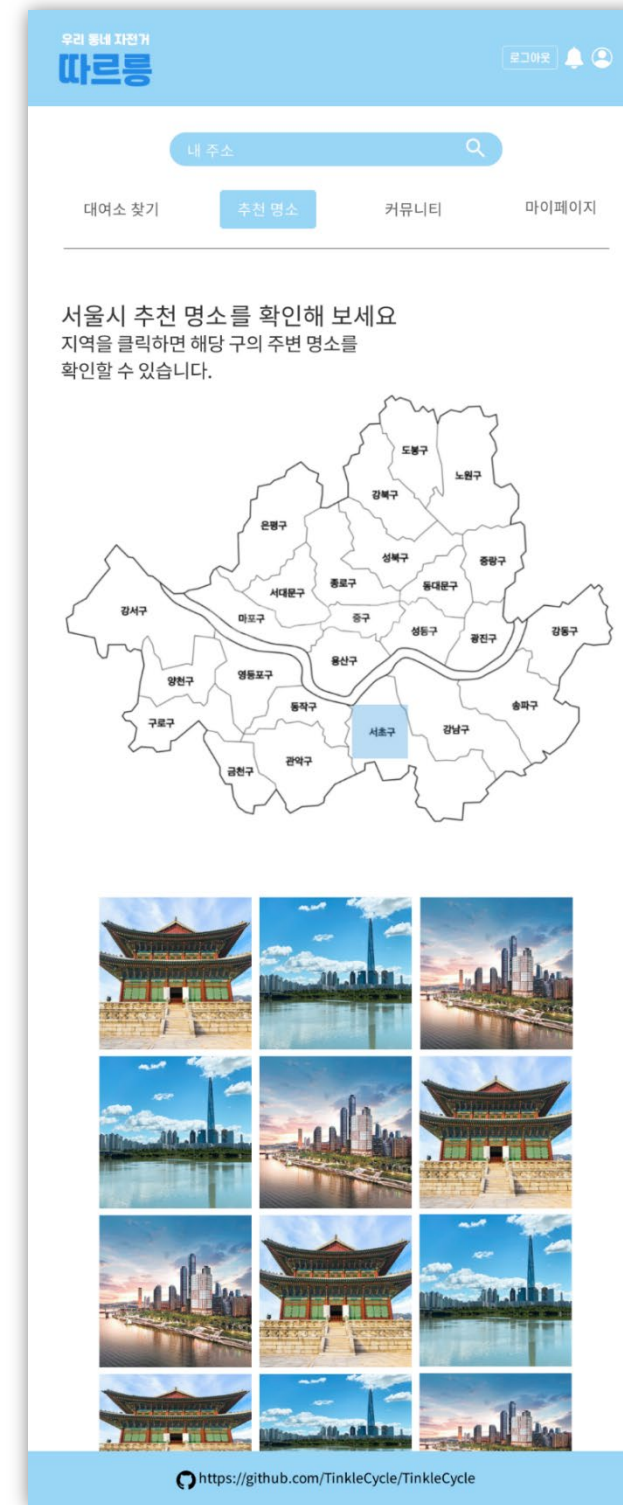 우리 동네 자전거
따르릉
로그아웃
내 주소
대여소 찾기
추천 명소
커뮤니티
마이페이지
서울시 추천 명소를 확인해 보세요
지역을 클릭하면 해당 구의 주변 명소를
확인할 수 있습니다.
도봉구
노원구
강북구
은평구
성북구
중랑구
종로구
동대문구
서대문구
강서구
마포구
중구
성동구
광진구
강동구
용산구
양천구
영등포구
동작구
송파구
구로구
서초구
강남구
관악구
금천구
https://github.com/TinkleCycle/TinkleCycle